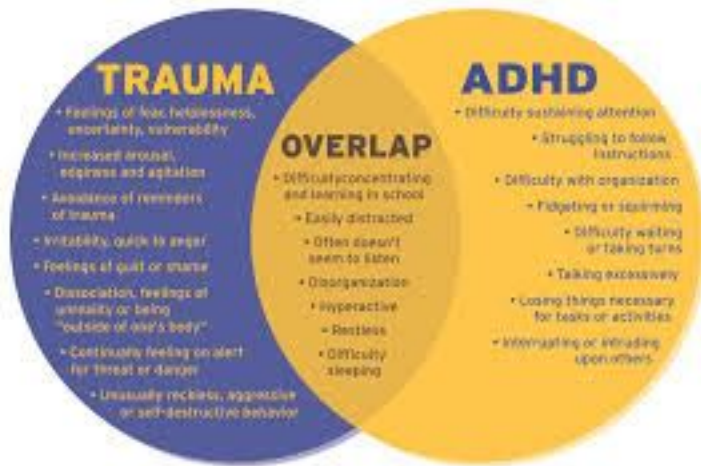 TRAUMA
• Feelings of fear, helplessness,
uncertainty, vulnerability
• Increased arousal,
edginess and agitation
• Avoidance of reminders
of trauma
• Irritability, quick to anger
• Feelings of guilt or shame
• Dissociation, feelings of
unreality or being
"outside of one's body"
• Continually feeling on alert
for threat or danger
• Unusually reckless, aggressive
or self-destructive behavior
OVERLAP
• Difficultyconcentrating
and learning in school
• Easily distracted
• Often doesn't
seem to listen
• Disorganization
• Hyperactive
• Restless
• Difficulty
sleeping
ADHD
• Difficulty sustaining attention
• Struggling to follow
instructions
• Difficulty with organization
• Fidgeting or squirming
• Difficulty waiting
or taking turns
• Talking excessively
• Losing things necessary
for tasks or activities
• Interrupting or intruding
upon others